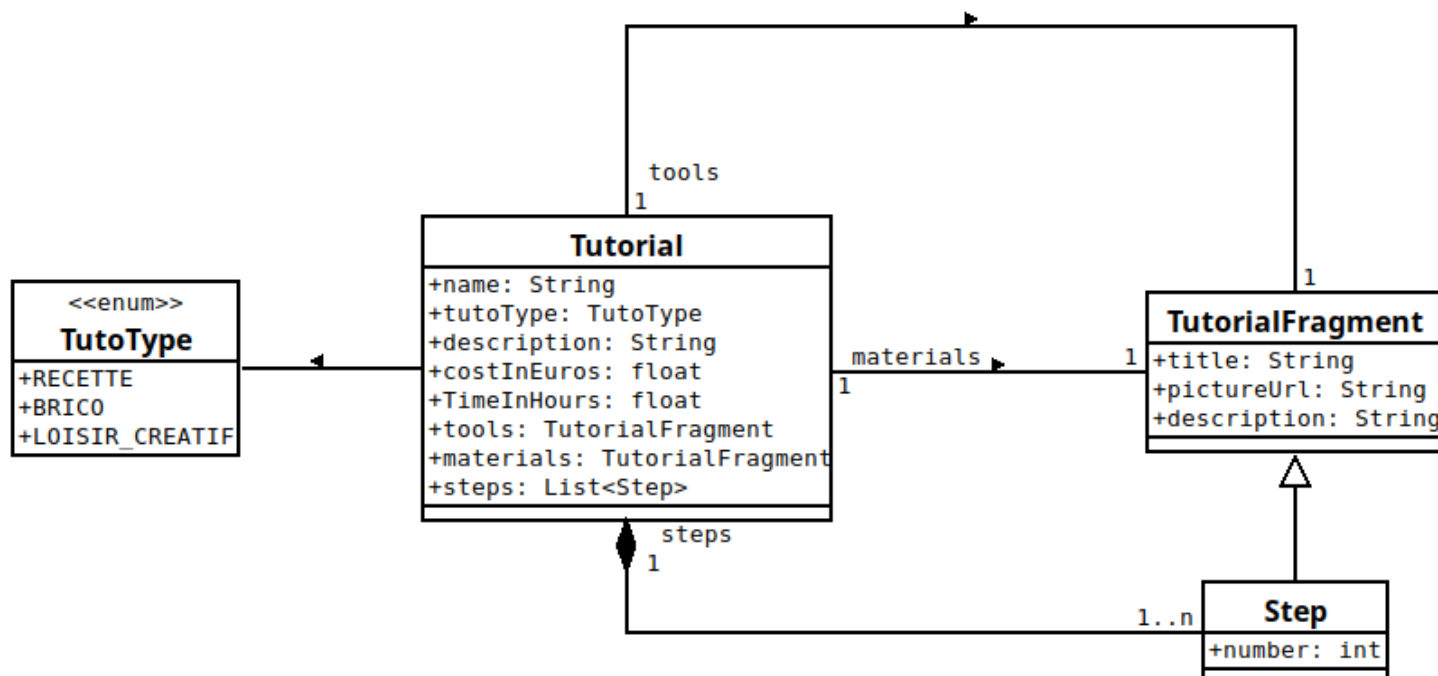 tools
1
Tutorial
+name: String
+tutoType: TutoType
+description: String
+costInEuros: float
+TimeInHours: float
+tools: TutorialFragment
+materials: TutorialFragment
+steps: List<Step>
<<enum>>
TutoType
+RECETTE
+BRICO
+LOISIR_CREATIF
materials
1
1
1
TutorialFragment
+title: String
+pictureUrl: String
+description: String
steps
1
1..n
Step
+number: int